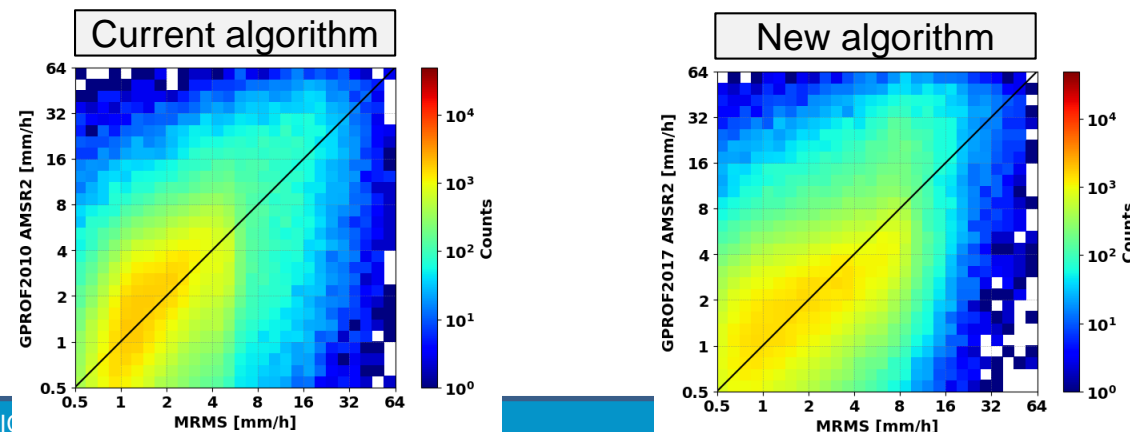 Current algorithm
64
32
16
8
4
2
1
0.5
GPROF2010 AMSR2 [mm/h]
0.5 1 2 4 8 16 32 64
MRMS [mm/h]
10⁴
10³
10²
10¹
10⁰
Counts
New algorithm
64
32
16
8
4
2
1
0.5
GPROF2017 AMSR2 [mm/h]
0.5 1 2 4 8 16 32 64
MRMS [mm/h]
10⁴
10³
10²
10¹
10⁰
Counts